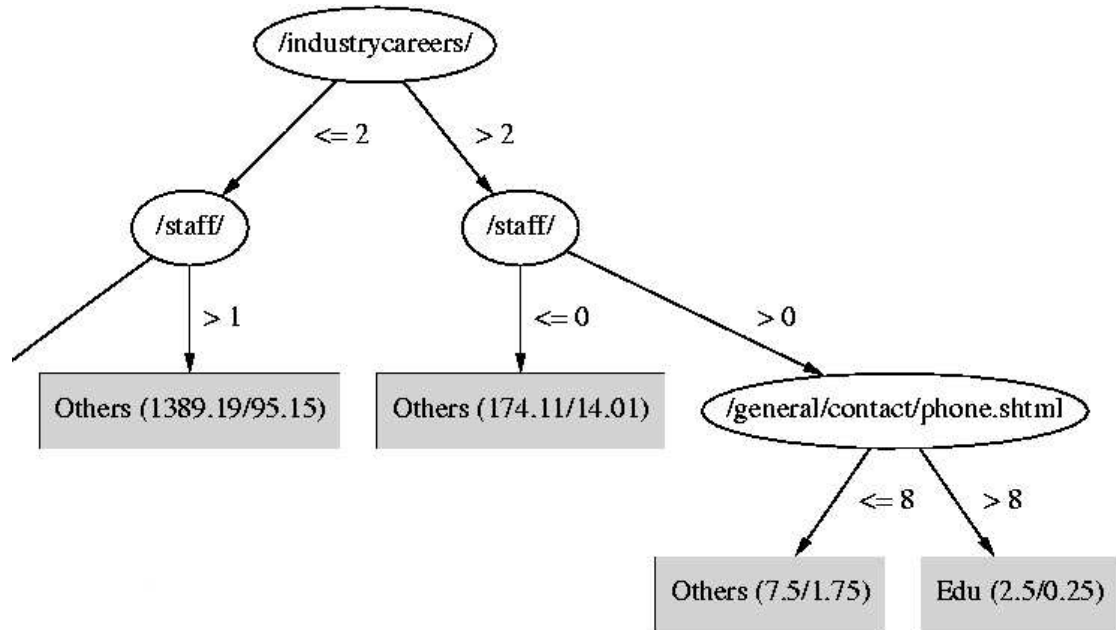 /industrycareers/
<= 2
> 2
/staff/
/staff/
> 1
<= 0
> 0
Others (1389.19/95.15)
Others (174.11/14.01)
/general/contact/phone.shtml
<= 8
> 8
Others (7.5/1.75)
Edu (2.5/0.25)